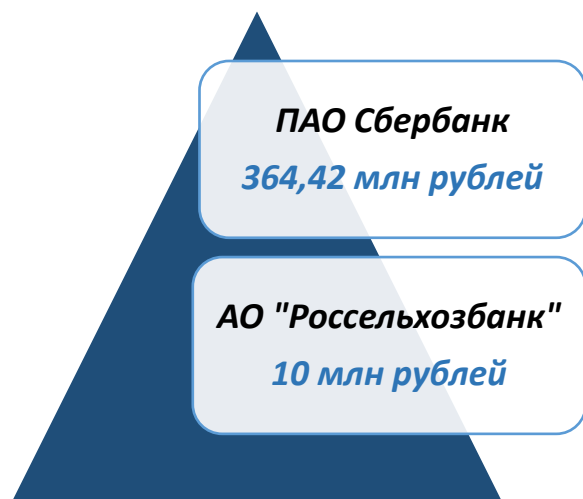 ПАО Сбербанк
364,42 млн рублей
АО "Россельхозбанк"
10 млн рублей